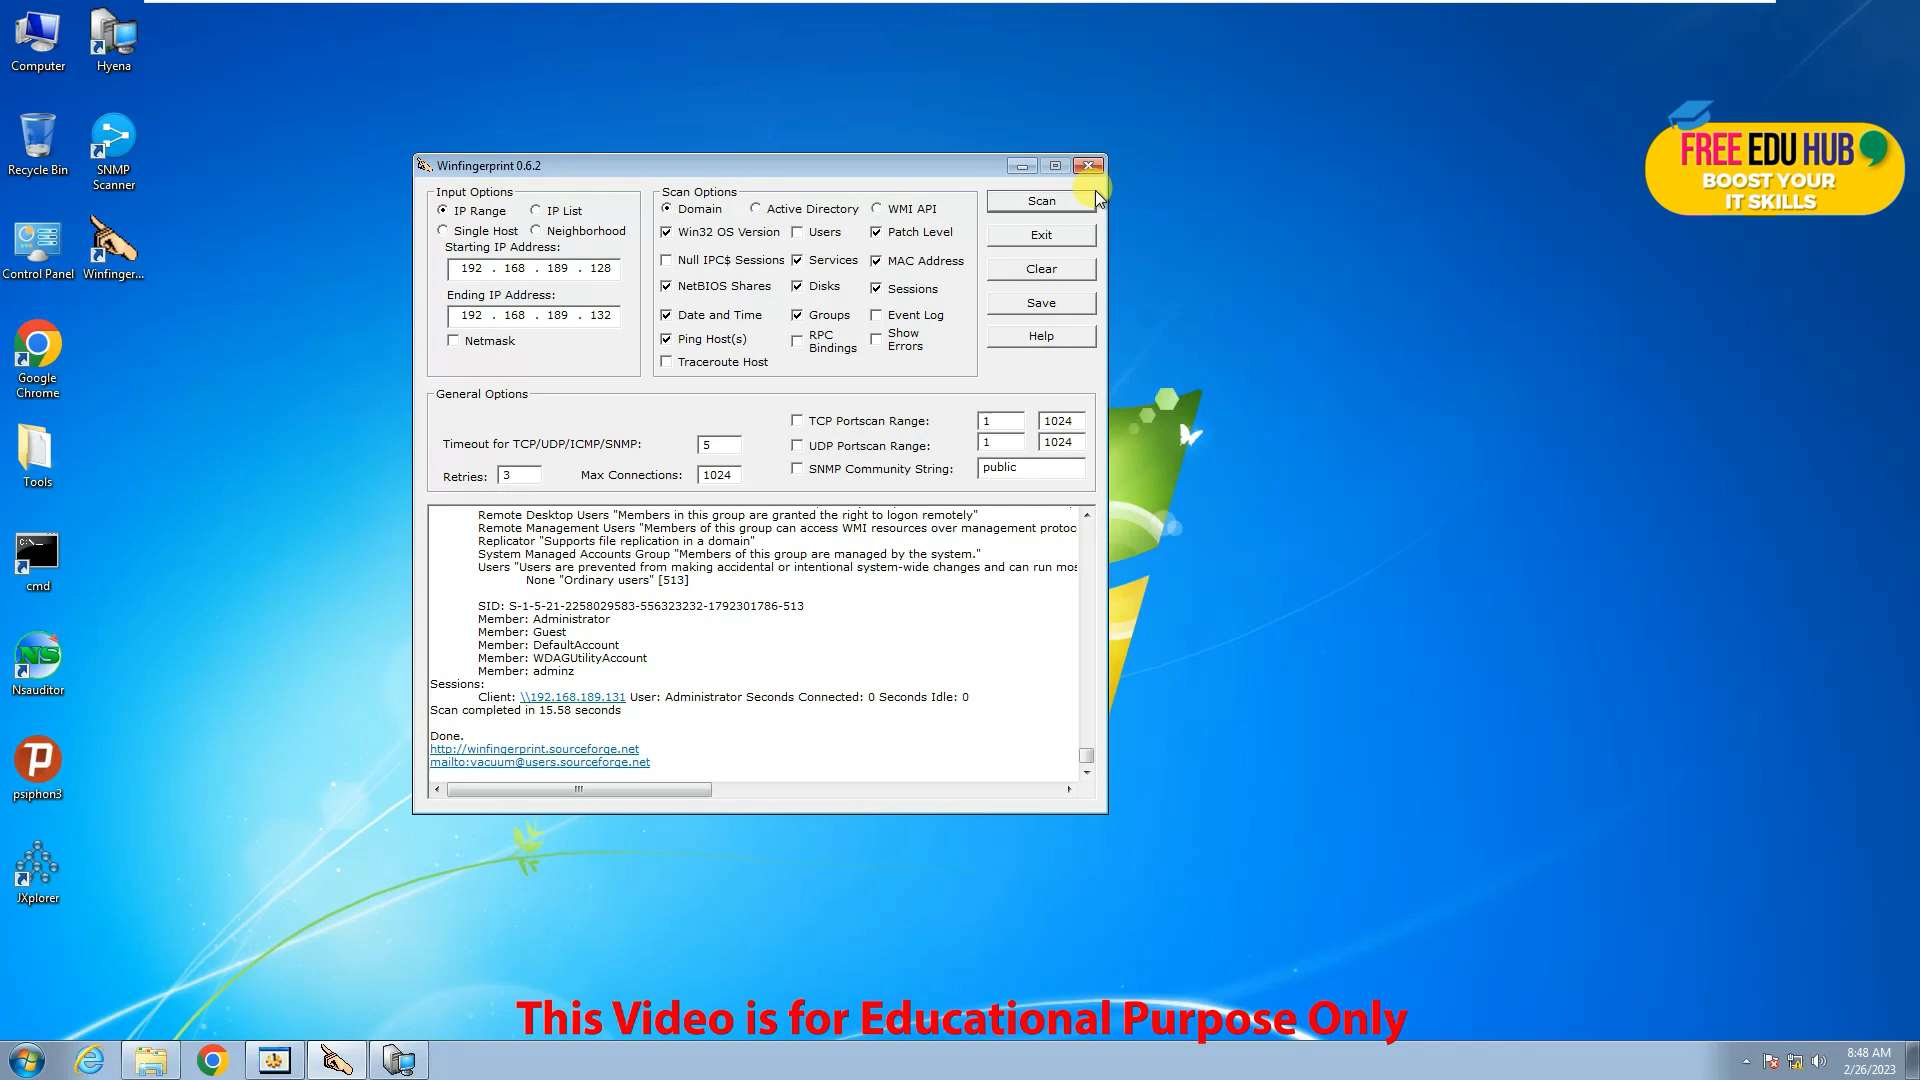 Computer
Hyena
Recycle Bin
SNMP
Scanner
Control Panel
Winfinger...
Google
Chrome
Tools
C:\_
cmd
NS
Nsauditor
psiphon3
JXplorer
FREE EDU HUB
BOOST YOUR
IT SKILLS
Winfingerprint 0.6.2
Input Options
IP Range
IP List
Single Host
Neighborhood
Starting IP Address:
192 . 168 . 189 . 128
Ending IP Address:
192 . 168 . 189 . 132
Netmask
Scan Options
Domain
Active Directory
WMI API
Win32 OS Version
Users
Patch Level
Null IPC$ Sessions
Services
MAC Address
NetBIOS Shares
Disks
Sessions
Date and Time
Groups
Event Log
Ping Host(s)
RPC
Bindings
Show
Errors
Traceroute Host
Scan
Exit
Clear
Save
Help
General Options
Timeout for TCP/UDP/ICMP/SNMP:
5
Retries:
3
Max Connections:
1024
TCP Portscan Range:
1
1024
UDP Portscan Range:
1
1024
SNMP Community String:
public
Remote Desktop Users "Members in this group are granted the right to logon remotely"
Remote Management Users "Members of this group can access WMI resources over management protoc
Replicator "Supports file replication in a domain"
System Managed Accounts Group "Members of this group are managed by the system."
Users "Users are prevented from making accidental or intentional system-wide changes and can run mos
None "Ordinary users" [513]
SID: S-1-5-21-2258029583-556323232-1792301786-513
Member: Administrator
Member: Guest
Member: DefaultAccount
Member: WDAGUtilityAccount
Member: adminz
Sessions:
Client: \\192.168.189.131 User: Administrator Seconds Connected: 0 Seconds Idle: 0
Scan completed in 15.58 seconds
Done.
http://winfingerprint.sourceforge.net
mailto:vacuum@users.sourceforge.net
This Video is for Educational Purpose Only
8:48 AM
2/26/2023